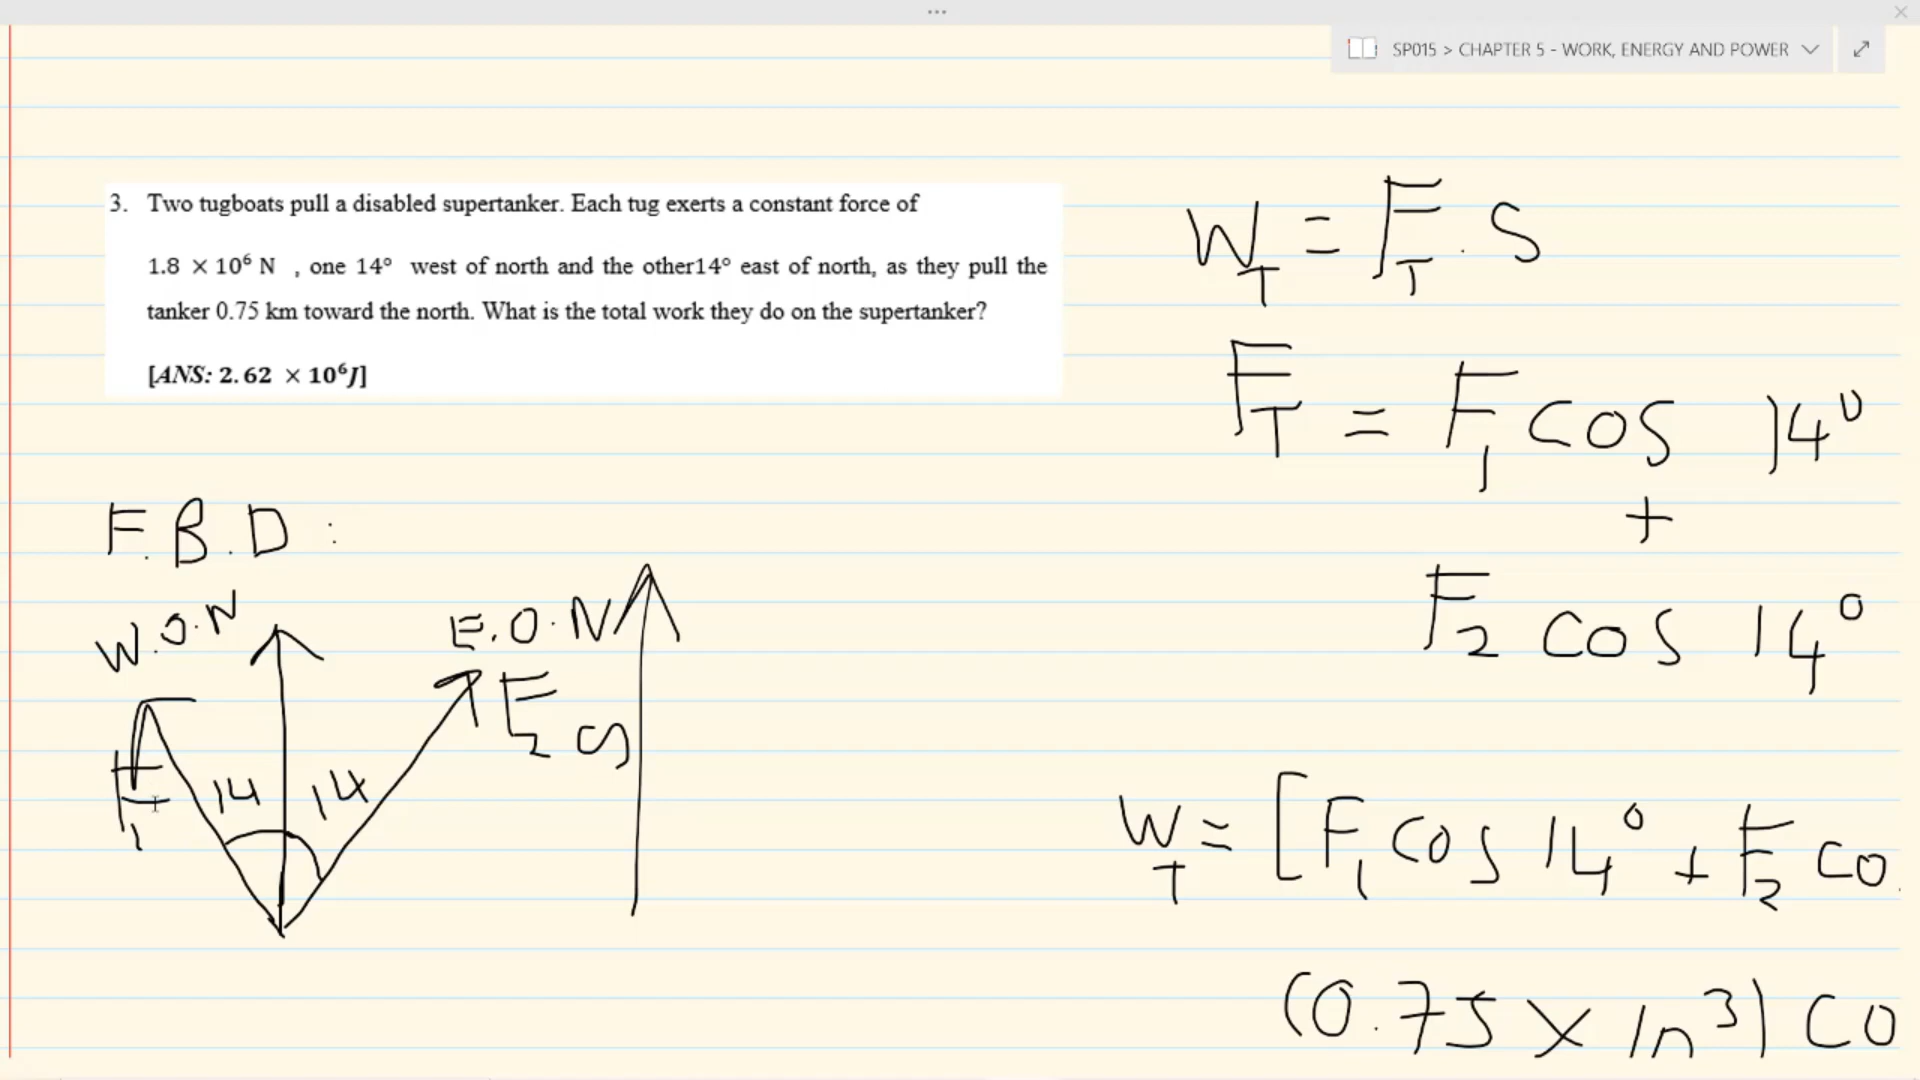 SP015 > CHAPTER 5 - WORK, ENERGY AND POWER
3. Two tugboats pull a disabled supertanker. Each tug exerts a constant force of
1.8 × 10⁶ N , one 14° west of north and the other14° east of north, as they pull the
tanker 0.75 km toward the north. What is the total work they do on the supertanker?
[ANS: 2.62 × 10⁶J]
F.B.D :
W.O.N
E.O.N
F₁
14
14
F₂
W_T = F_T . S
F_T = F₁ cos 14°
+
F₂ cos 14°
W_T = [F₁ cos 14° + F₂ co
(0.75 × 10³) co